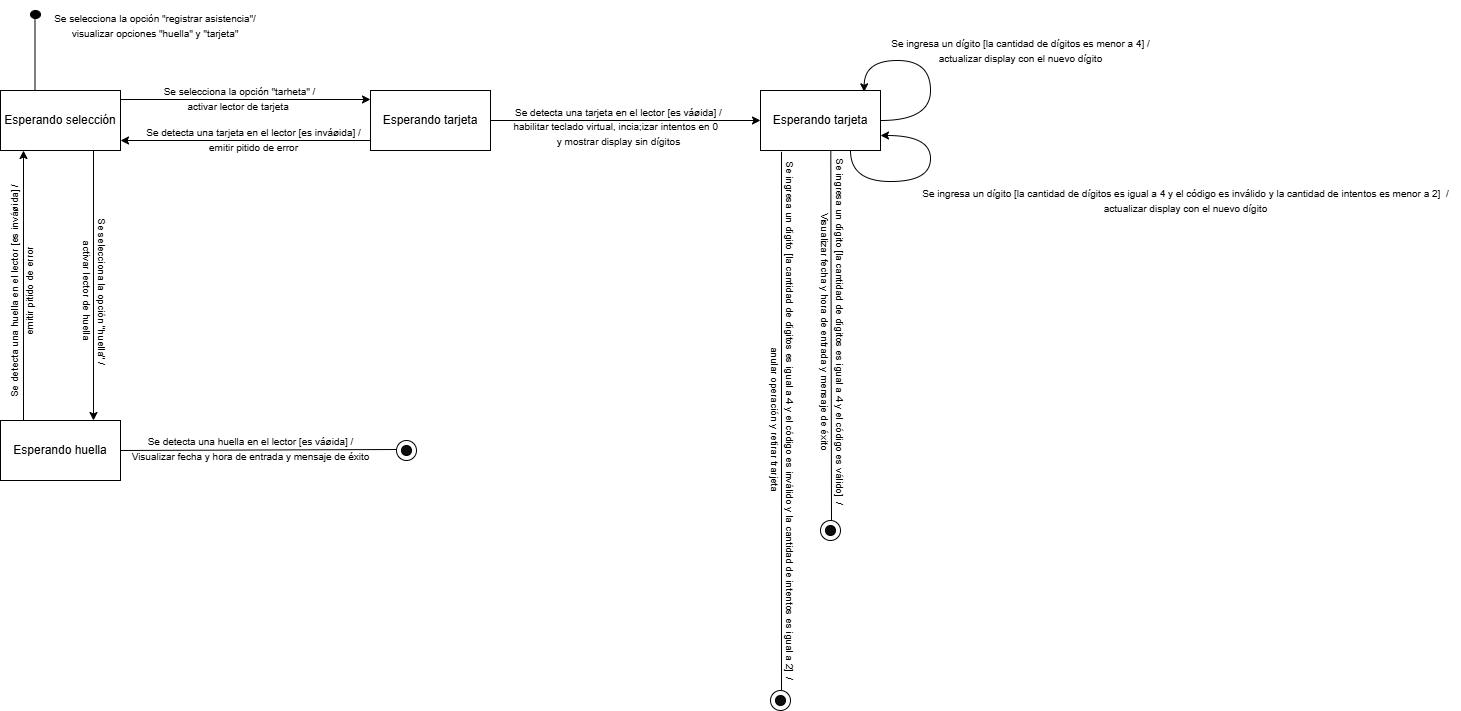 Se selecciona la opción "registrar asistencia"/
visualizar opciones "huella" y "tarjeta"
Se ingresa un dígito [la cantidad de dígitos es menor a 4] /
actualizar display con el nuevo dígito
Esperando selección
Se selecciona la opción "tarheta" /
activar lector de tarjeta
Se detecta una tarjeta en el lector [es inváøida] /
emitir pitido de error
Esperando tarjeta
Se detecta una tarjeta en el lector [es váøida] /
habilitar teclado virtual, incia;izar intentos en 0
y mostrar display sin dígitos
Esperando tarjeta
Se ingresa un dígito [la cantidad de dígitos es igual a 4 y el código es inválido y la cantidad de intentos es menor a 2] /
actualizar display con el nuevo dígito
Se detecta una huella en el lector [es inváøida] /
emitir pitido de error
Se selecciona la opción "huella" /
activar lector de huella
Se ingresa un dígito [la cantidad de dígitos es igual a 4 y el código es inválido y la cantidad de intentos es igual a 2] /
anular operación y retirar trarjeta
Se ingresa un dígito [la cantidad de dígitos es igual a 4 y el código es válido] /
Visualizar fecha y hora de entrada y mensaje de éxito
Esperando huella
Se detecta una huella en el lector [es váøida] /
Visualizar fecha y hora de entrada y mensaje de éxito